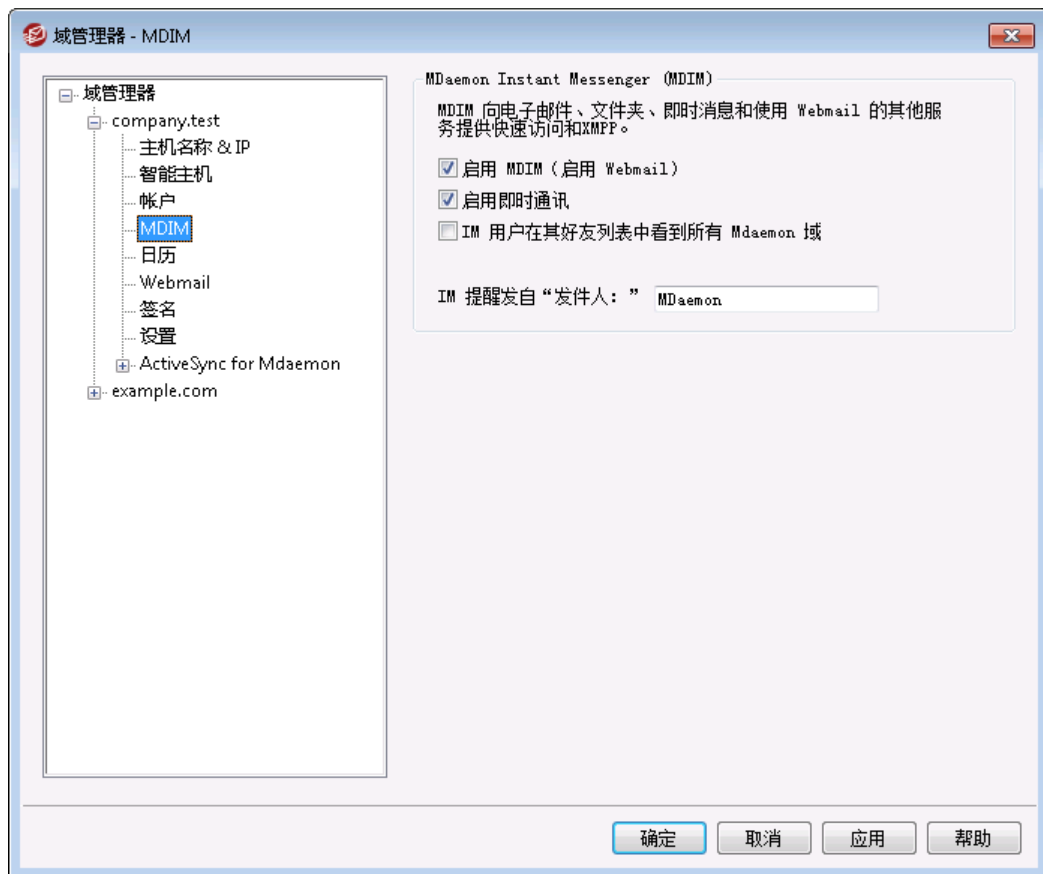 域管理器 - MDIM
域管理器
company.test
主机名称 & IP
智能主机
帐户
MDIM
日历
Webmail
签名
设置
ActiveSync for Mdaemon
example.com
MDaemon Instant Messenger (MDIM)
MDIM 向电子邮件、文件夹、即时消息和使用 Webmail 的其他服
务提供快速访问和XMPP。
启用 MDIM（启用 Webmail）
启用即时通讯
IM 用户在其好友列表中看到所有 Mdaemon 域
IM 提醒发自“发件人：” MDaemon
确定 取消 应用 帮助